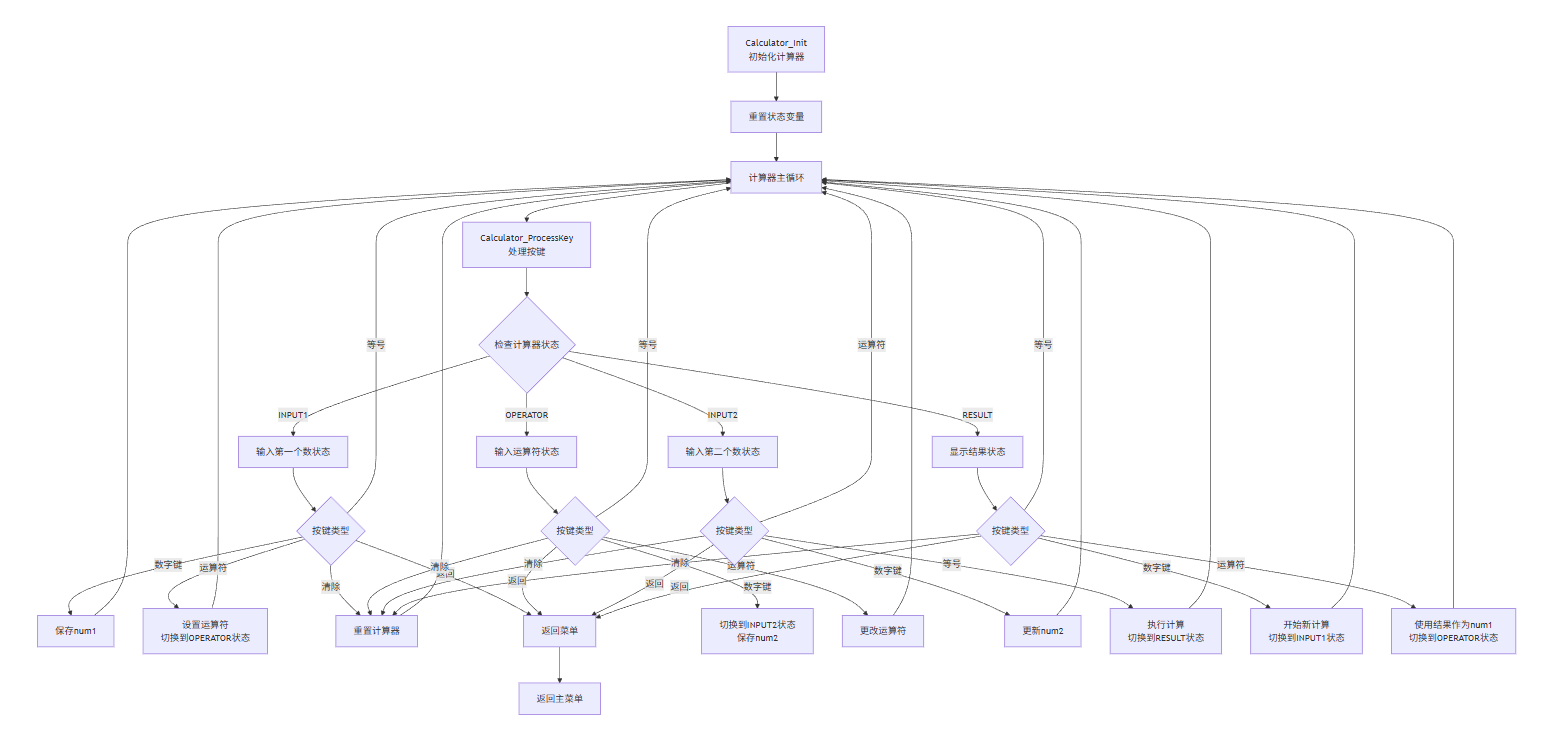 Calculator_Init
初始化计算器
重置状态变量
计算器主循环
Calculator_ProcessKey
处理按键
等号
检查计算器状态
等号
运算符
等号
INPUT1
OPERATOR
INPUT2
RESULT
输入第一个数状态
输入运算符状态
输入第二个数状态
显示结果状态
按键类型
按键类型
按键类型
按键类型
数字键
运算符
清除
返回
清除
返回
清除
运算符
数字键
返回
清除
返回
数字键
等号
数字键
运算符
保存num1
设置运算符
切换到OPERATOR状态
重置计算器
返回菜单
切换到INPUT2状态
保存num2
更改运算符
更新num2
执行计算
切换到RESULT状态
开始新计算
切换到INPUT1状态
使用结果作为num1
切换到OPERATOR状态
返回主菜单